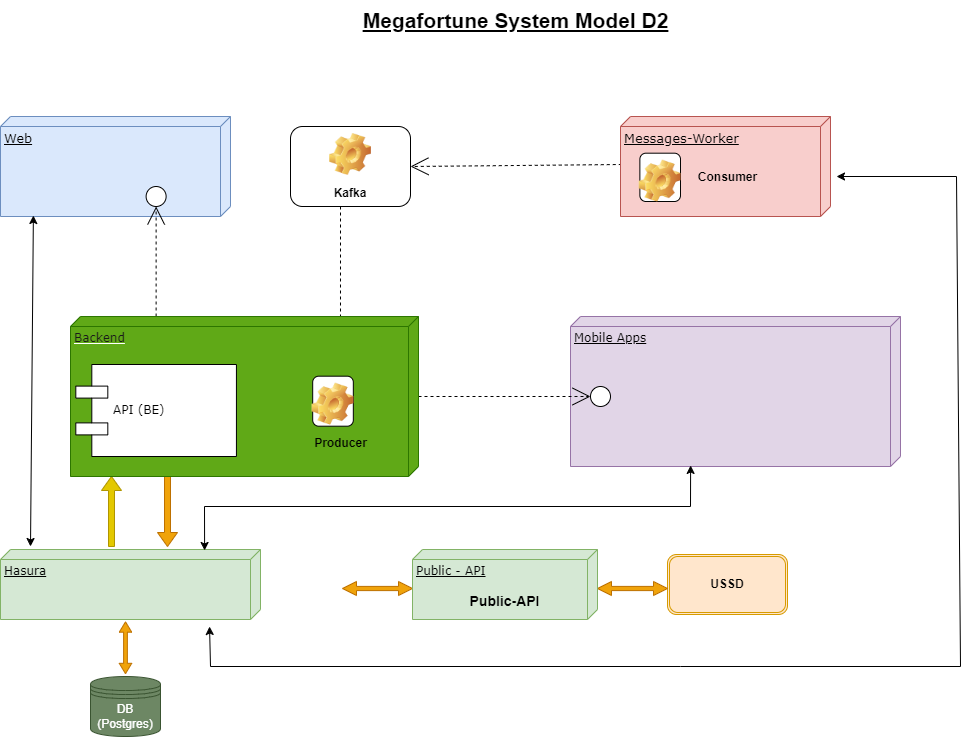 Megafortune System Model D2
Web
Kafka
Messages-Worker
Consumer
Backend
API (BE)
Producer
Mobile Apps
Hasura
Public - API
Public-API
USSD
DB
(Postgres)